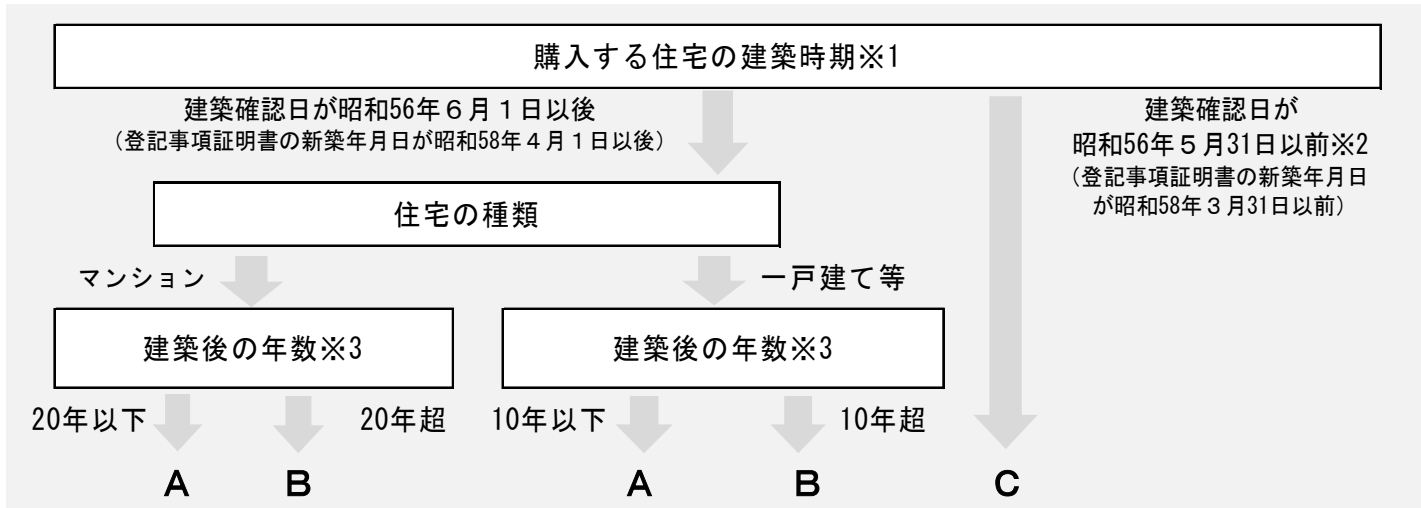 購入する住宅の建築時期※1
建築確認日が昭和56年６月１日以後
（登記事項証明書の新築年月日が昭和58年４月１日以後）
建築確認日が
昭和56年５月31日以前※2
（登記事項証明書の新築年月日
が昭和58年３月31日以前）
住宅の種類
マンション
一戸建て等
建築後の年数※3
建築後の年数※3
20年以下
20年超
10年以下
10年超
A
B
A
B
C